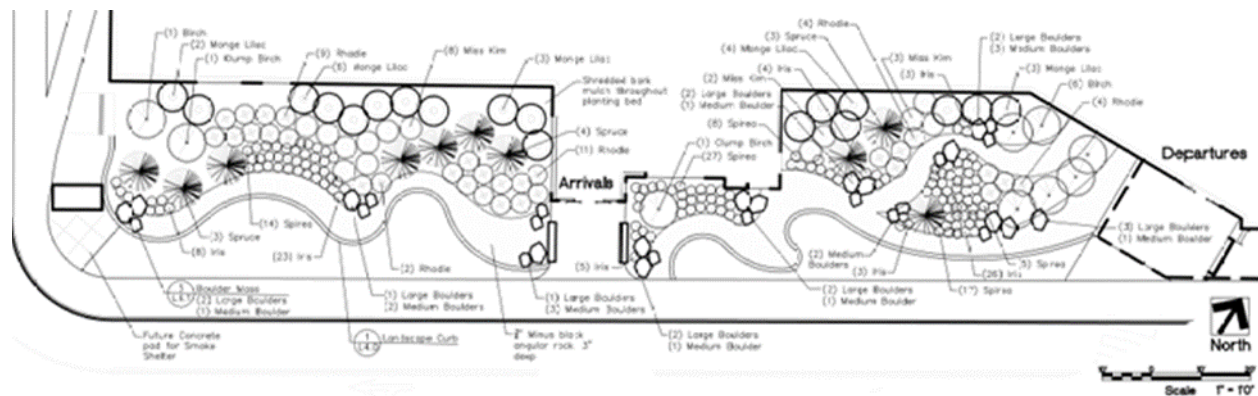 (1) Birch
(2) Monge Lilac
(1) Clump Birch
(9) Rhodie
(6) Monge Lilac
(8) Miss Kim
(3) Monge Lilac
Shredded bark
mulch throughout
planting bed
(4) Spruce
(11) Rhodie
Arrivals
(14) Spirea
(3) Spruce
(8) Iris
(23) Iris
(2) Rhodie
Boulder Mass
(2) Large Boulders
(1) Medium Boulder
Future Concrete
pad for Smoke
Shelter
1
L4.0
Landscape Curb
(1) Large Boulders
(2) Medium Boulders
2" Minus black
angular rock 3"
deep
(1) Large Boulders
(3) Medium Boulders
(5) Iris
(2) Large Boulders
(1) Medium Boulder
(4) Rhodie
(3) Spruce
(4) Monge Lilac
(4) Iris
(2) Miss Kim
(2) Large Boulders
(1) Medium Boulder
(8) Spirea
(1) Clump Birch
(27) Spirea
(3) Miss Kim
(3) Iris
(2) Large Boulders
(3) Medium Boulders
(3) Monge Lilac
(6) Birch
(4) Rhodie
Departures
(3) Large Boulders
(1) Medium Boulder
(5) Spirea
(26) Iris
(17) Spirea
(2) Medium
Boulders
(3) Iris
(2) Large Boulders
(1) Medium Boulder
North
Scale 1" = 10'